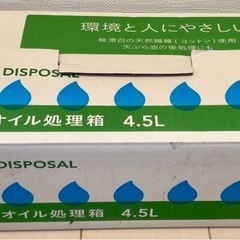 環境と人にやさしい
無漂白の天然繊維(コットン)使用
天ぷら油の後処理にも
DISPOSAL
オイル処理箱 4.5L
DISPOSAL
オイル処理箱 4.5L